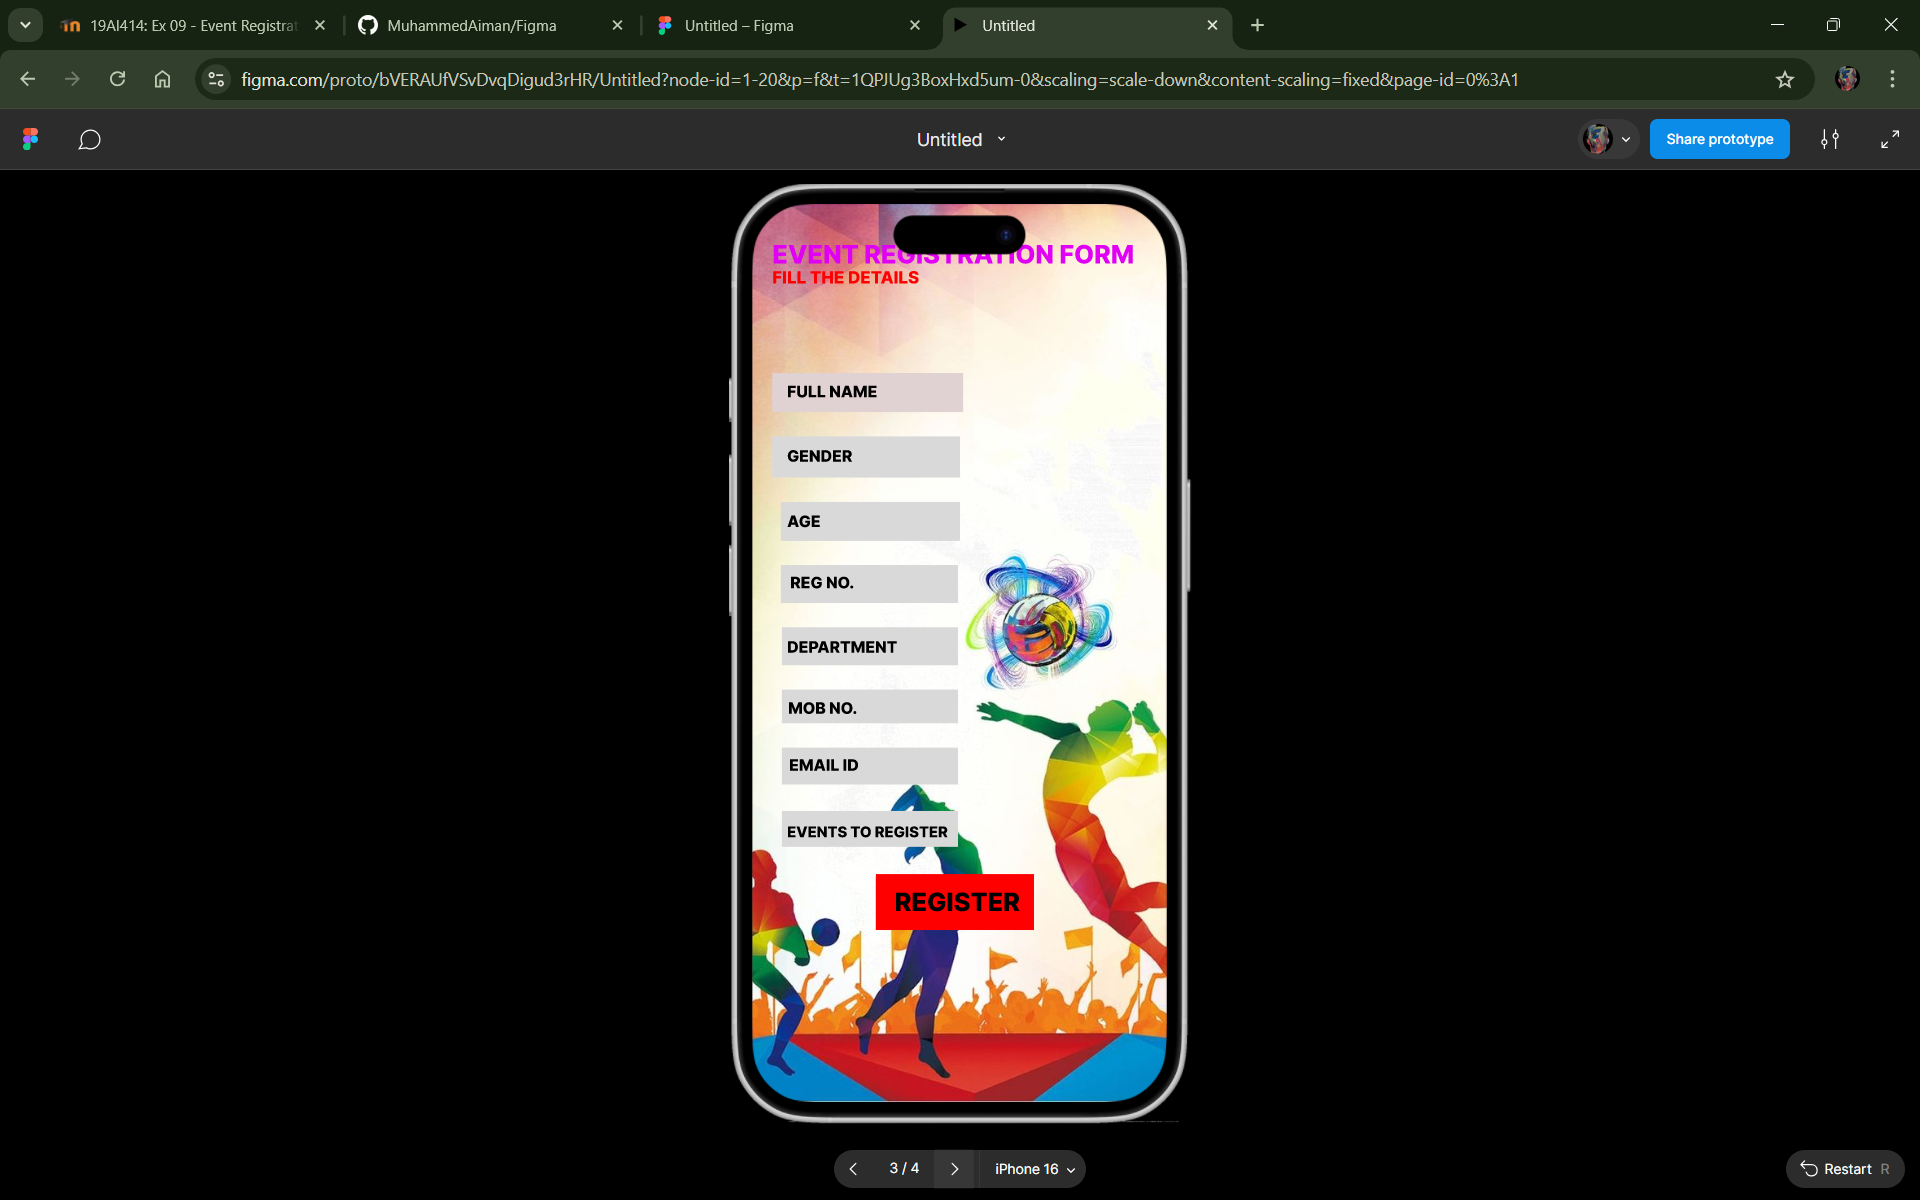 19AI414: Ex 09 - Event Registrat
MuhammedAiman/Figma
Untitled – Figma
Untitled
figma.com/proto/bVERAUfVSvDvqDigud3rHR/Untitled?node-id=1-20&p=f&t=1QPJUg3BoxHxd5um-0&scaling=scale-down&content-scaling=fixed&page-id=0%3A1
Untitled
Share prototype
EVENT REGISTRATION FORM
FILL THE DETAILS
FULL NAME
GENDER
AGE
REG NO.
DEPARTMENT
MOB NO.
EMAIL ID
EVENTS TO REGISTER
REGISTER
3 / 4
iPhone 16
Restart R